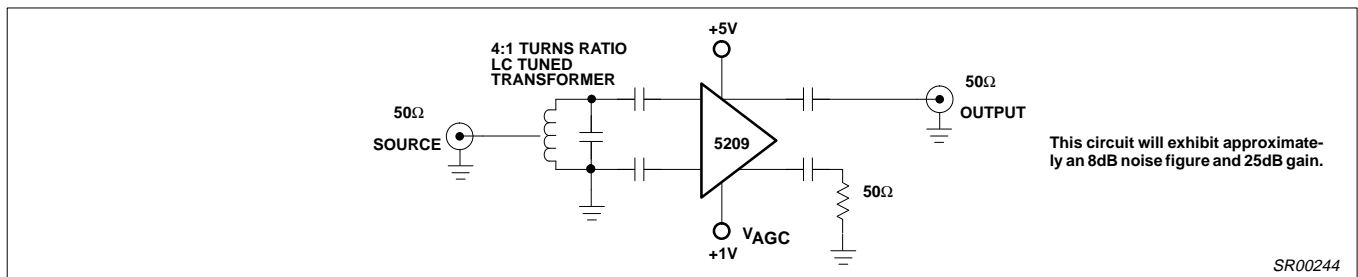 +5V
4:1 TURNS RATIO
LC TUNED
TRANSFORMER
50Ω
SOURCE
5209
50Ω
OUTPUT
This circuit will exhibit approximate-
ly an 8dB noise figure and 25dB gain.
50Ω
VAGC
+1V
SR00244